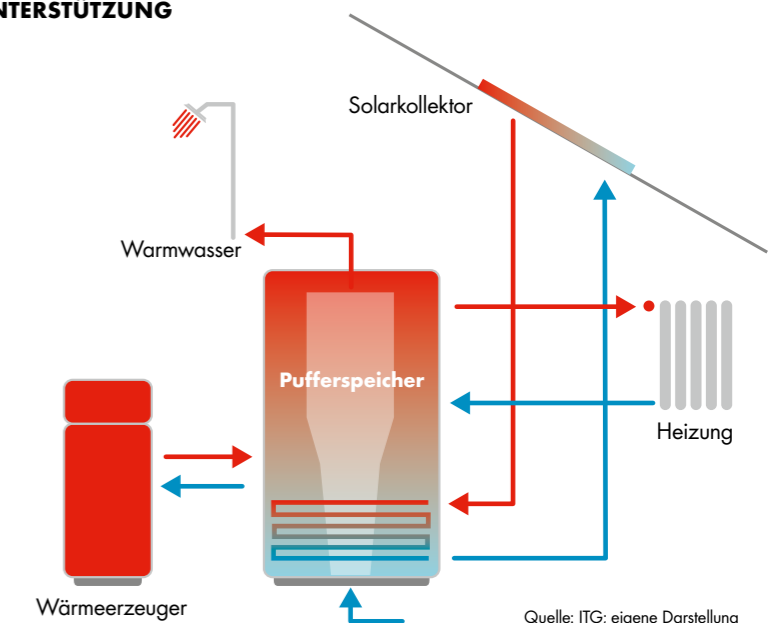 NTERSTÜTZUNG
Solarkollektor
Warmwasser
Pufferspeicher
Heizung
Wärmeerzeuger
Quelle: ITG; eigene Darstellung